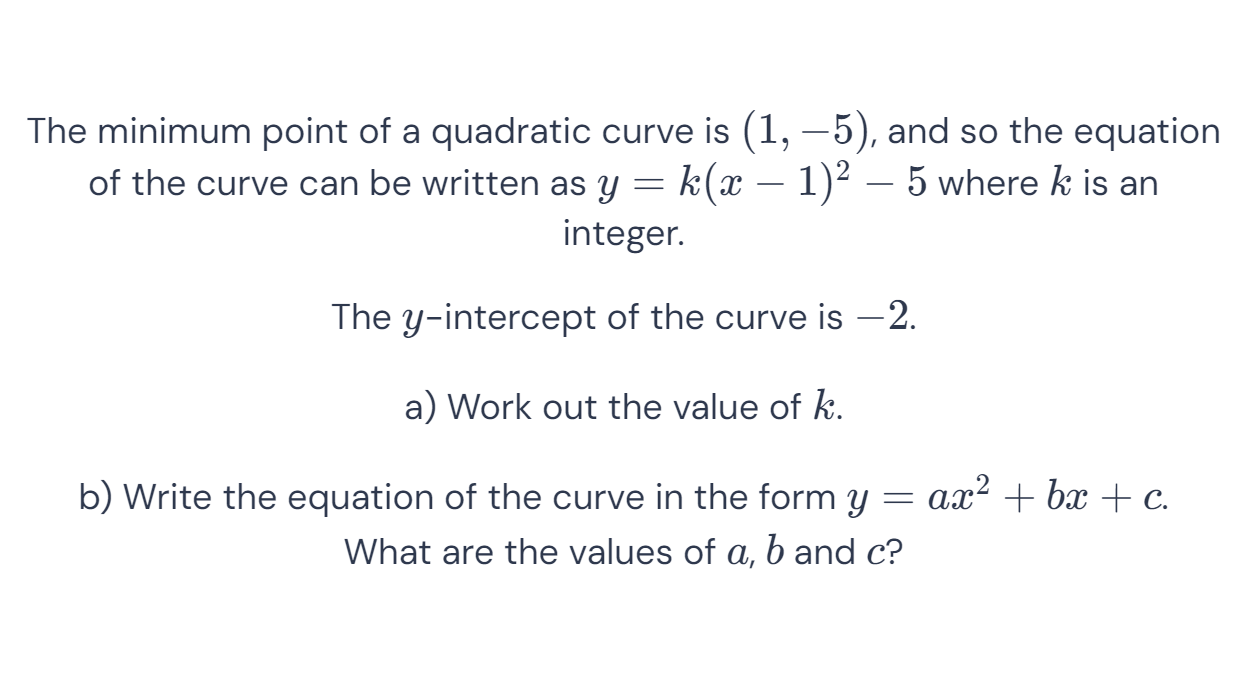 The minimum point of a quadratic curve is (1, −5), and so the equation
of the curve can be written as y = k(x − 1)² − 5 where k is an
integer.
The y-intercept of the curve is −2.
a) Work out the value of k.
b) Write the equation of the curve in the form y = ax² + bx + c.
What are the values of a, b and c?